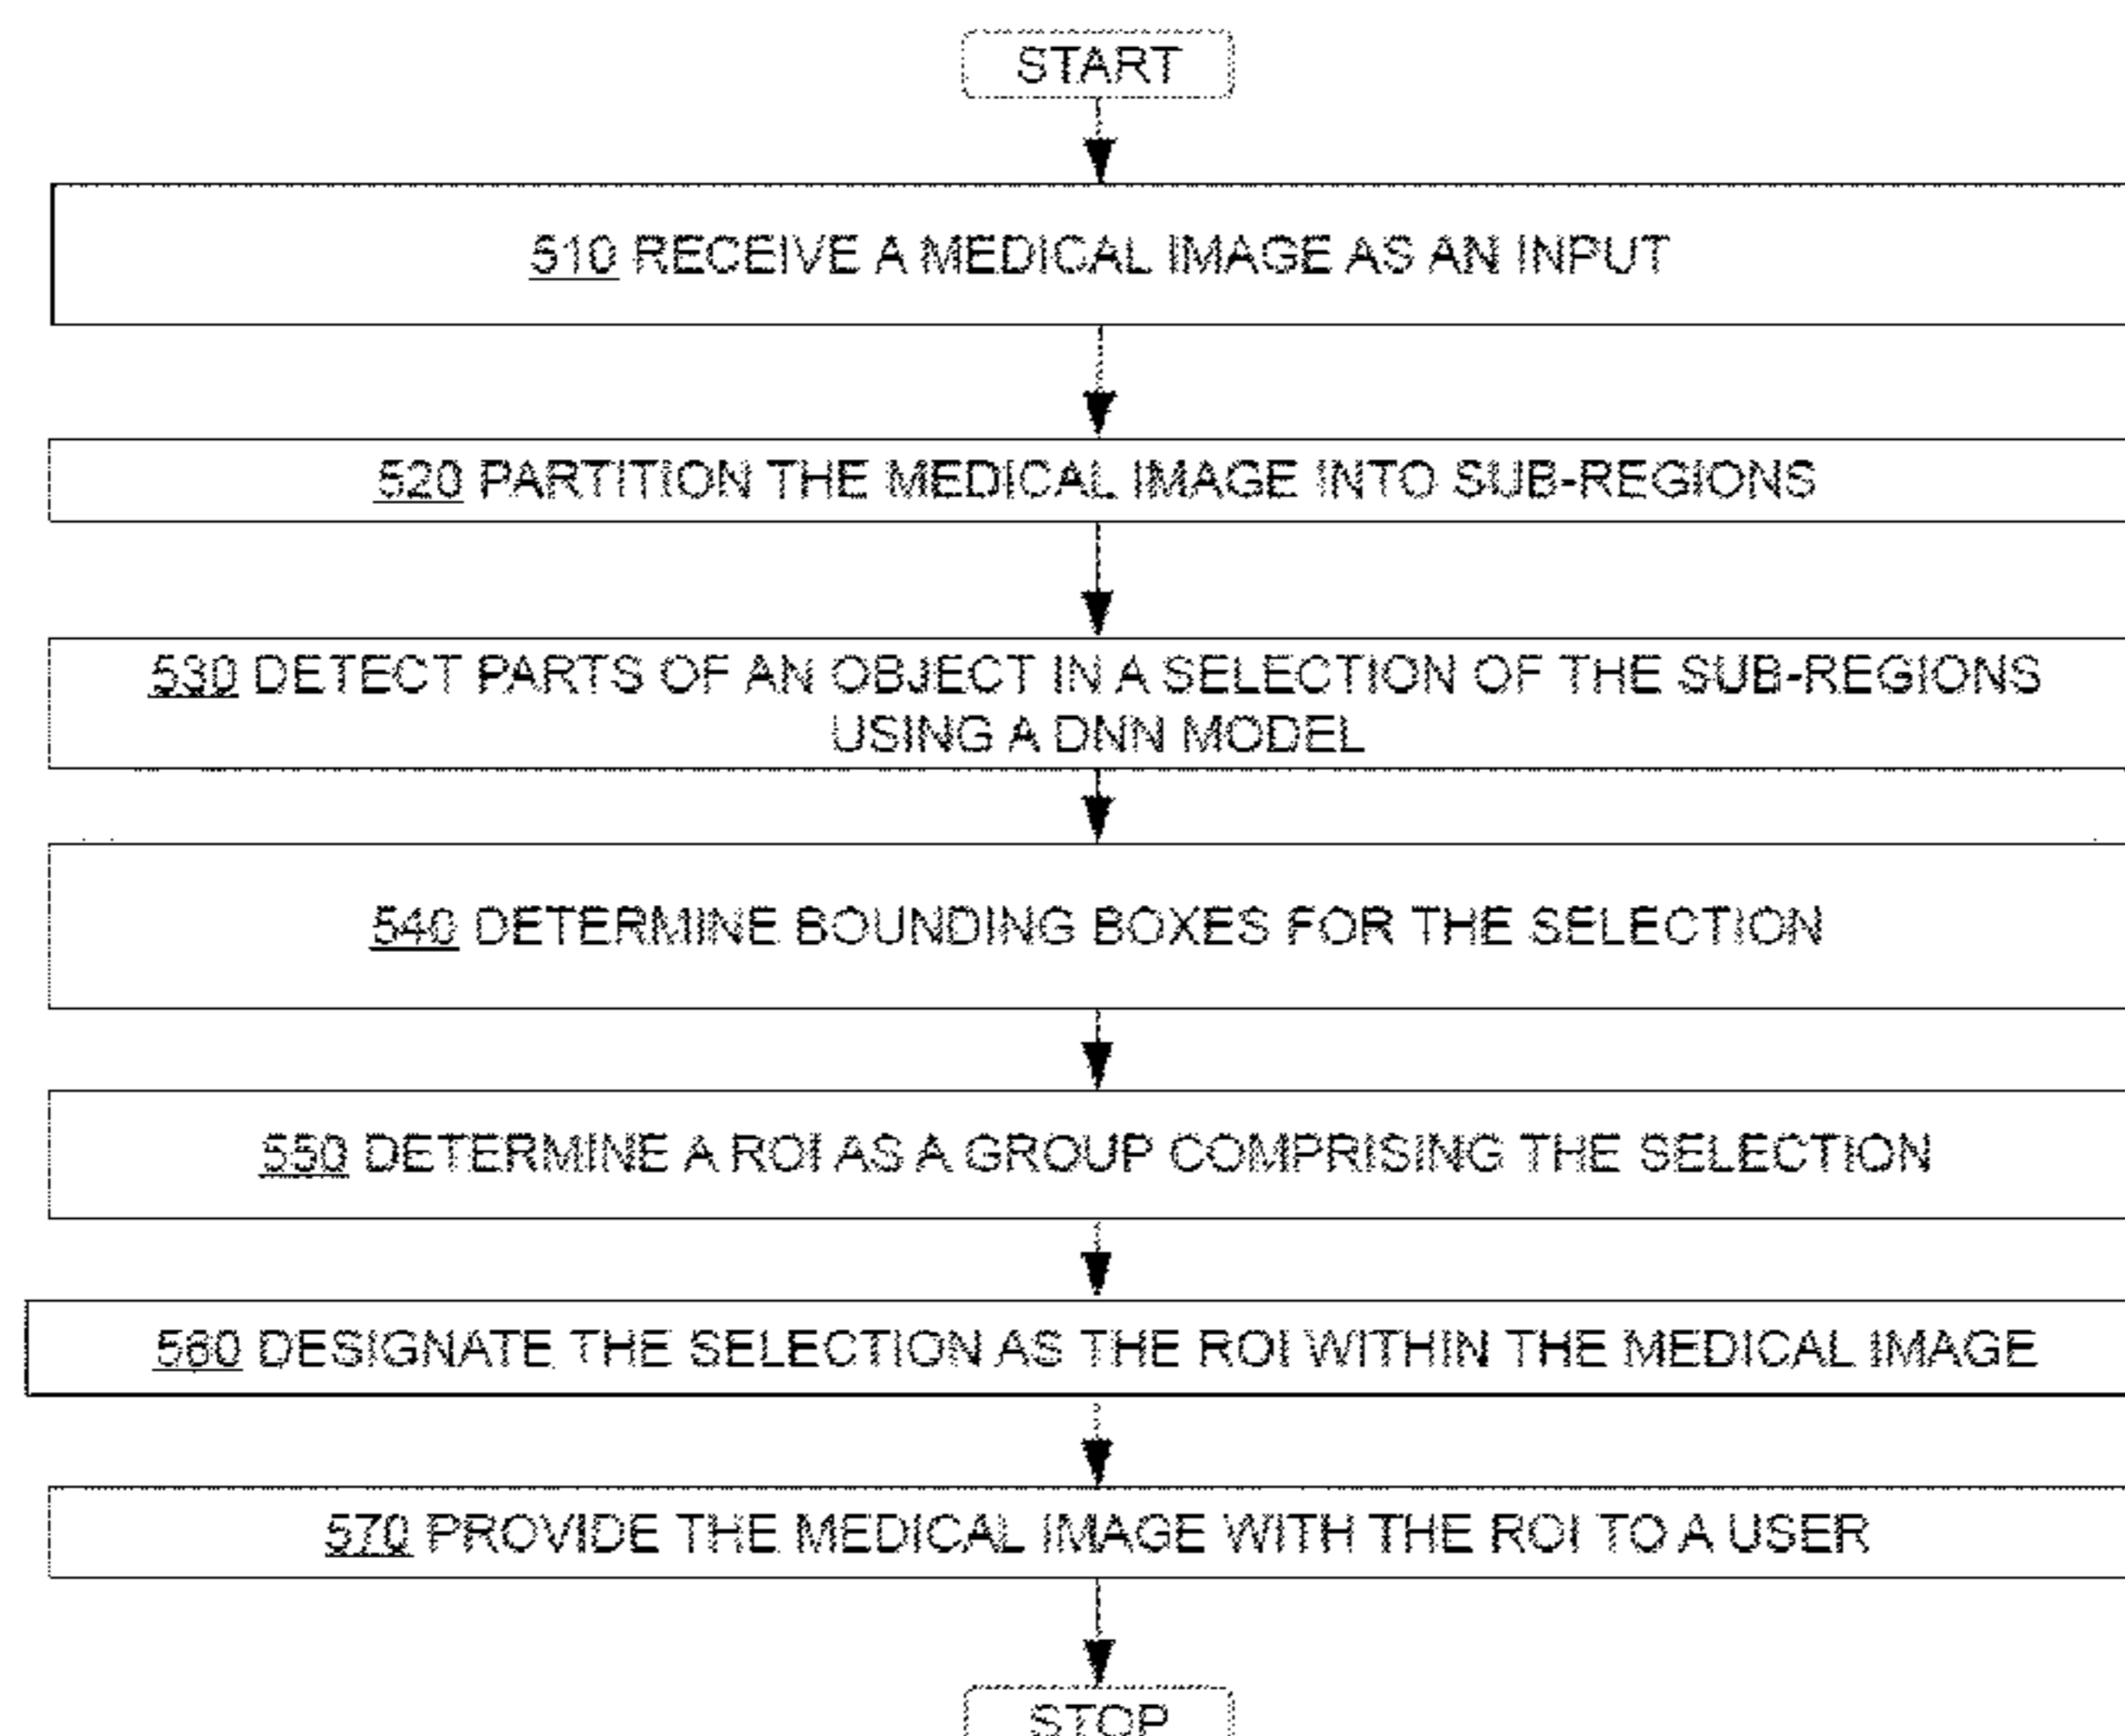 START
510 RECEIVE A MEDICAL IMAGE AS AN INPUT
520 PARTITION THE MEDICAL IMAGE INTO SUB-REGIONS
530 DETECT PARTS OF AN OBJECT IN A SELECTION OF THE SUB-REGIONS
USING A DNN MODEL
540 DETERMINE BOUNDING BOXES FOR THE SELECTION
550 DETERMINE A ROI AS A GROUP COMPRISING THE SELECTION
560 DESIGNATE THE SELECTION AS THE ROI WITHIN THE MEDICAL IMAGE
570 PROVIDE THE MEDICAL IMAGE WITH THE ROI TO A USER
STOP